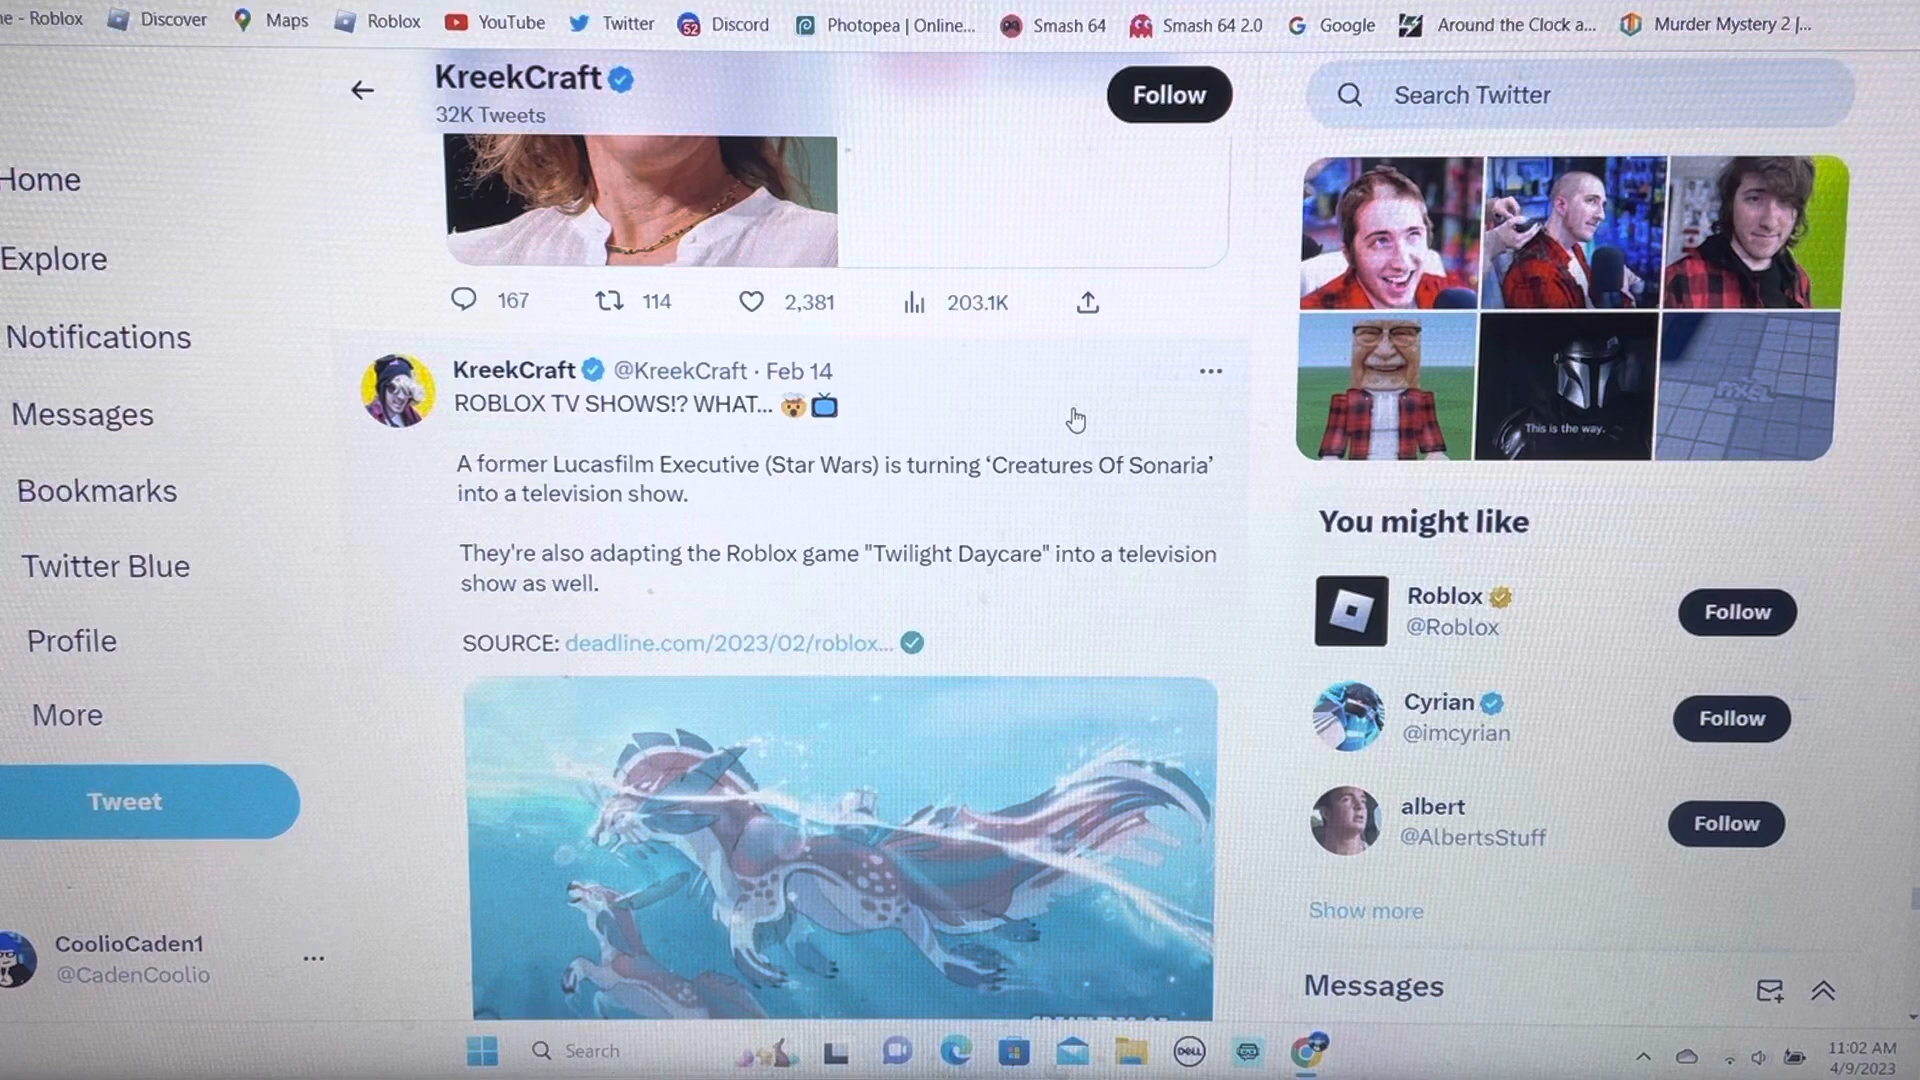 ne - Roblox Discover Maps Roblox YouTube Twitter 52 Discord Photopea | Online... Smash 64 Smash 64 2.0 Google Around the Clock a... Murder Mystery 2 |...
KreekCraft
32K Tweets
Follow
Search Twitter
Home
Explore
Notifications
Messages
Bookmarks
Twitter Blue
Profile
More
Tweet
CoolioCaden1
@CadenCoolio
167 114 2,381 203.1K
KreekCraft @KreekCraft · Feb 14
ROBLOX TV SHOWS!? WHAT... 🤯📺
A former Lucasfilm Executive (Star Wars) is turning ‘Creatures Of Sonaria’
into a television show.
They're also adapting the Roblox game "Twilight Daycare" into a television
show as well.
SOURCE: deadline.com/2023/02/roblox...
This is the way.
You might like
Roblox
@Roblox
Follow
Cyrian
@imcyrian
Follow
albert
@AlbertsStuff
Follow
Show more
Messages
Search
DELL
11:02 AM
4/9/2023